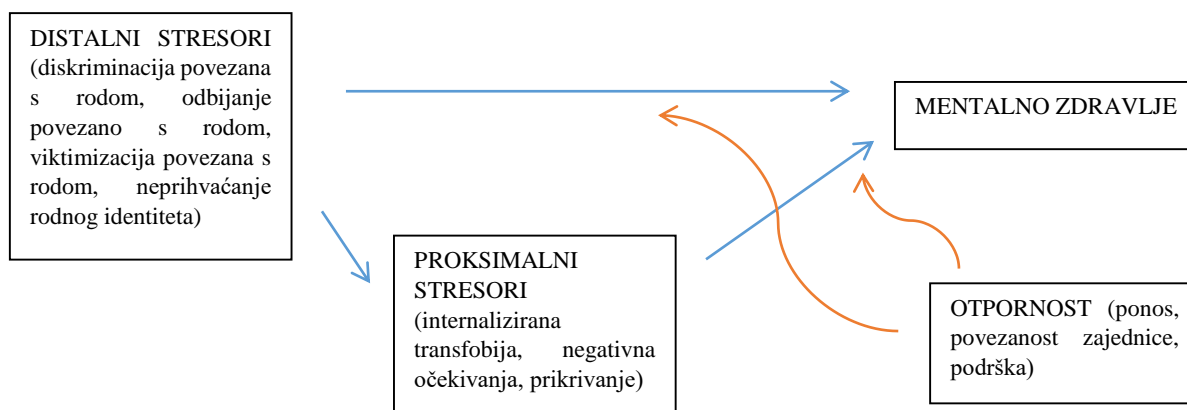 DISTALNI STRESORI
(diskriminacija povezana
s rodom, odbijanje
povezano s rodom,
viktimizacija povezana s
rodom, neprihvaćanje
rodnog identiteta)
MENTALNO ZDRAVLJE
PROKSIMALNI
STRESORI
(internalizirana
transfobija, negativna
očekivanja, prikrivanje)
OTPORNOST (ponos,
povezanost zajednice,
podrška)